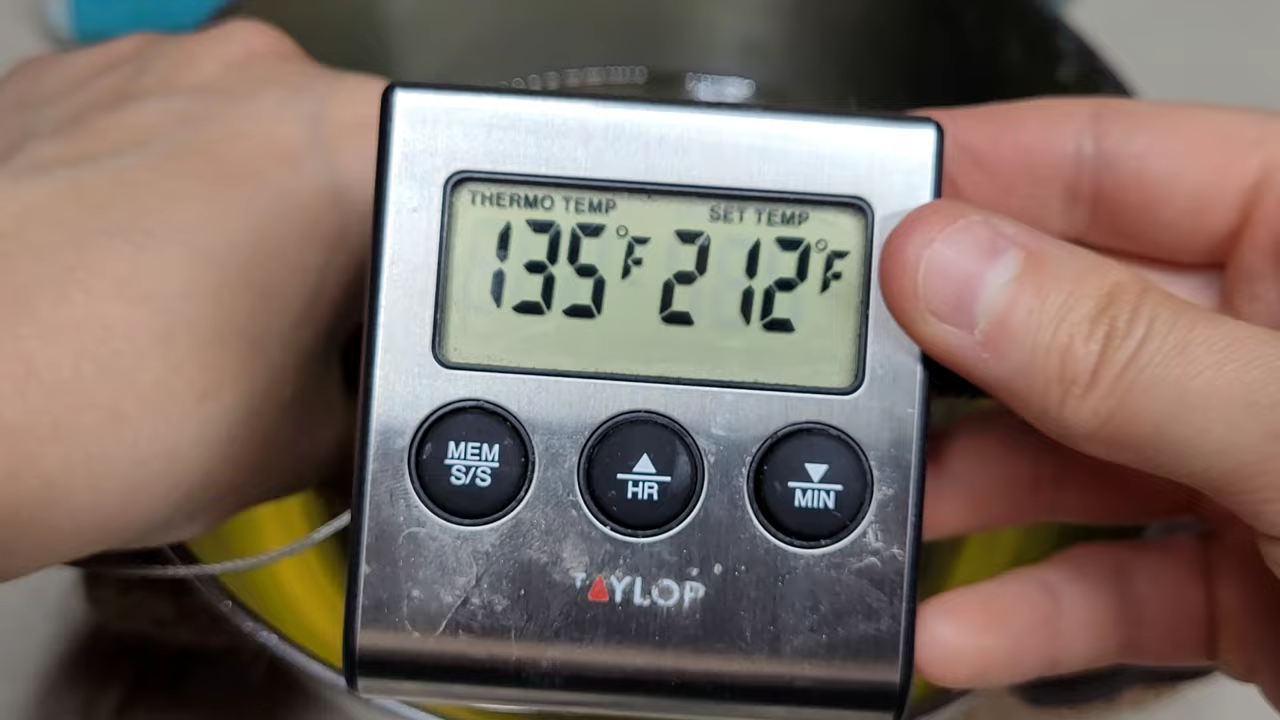 THERMO TEMP SET TEMP
135°F 212°F
MEM
S/S
▲
HR
▼
MIN
TAYLOR